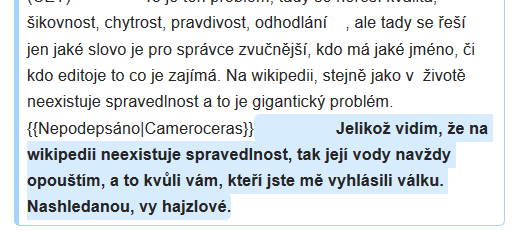 šikovnost, chytrost, pravdivost, odhodlání , ale tady se řeší
jen jaké slovo je pro správce zvučnější, kdo má jaké jméno, či
kdo edituje to co je zajímá. Na wikipedii, stejně jako v životě
neexistuje spravedlnost a to je gigantický problém.
{{Nepodepsáno|Cameroceras}} Jelikož vidím, že na
wikipedii neexistuje spravedlnost, tak její vody navždy
opouštím, a to kvůli vám, kteří jste mě vyhlásili válku.
Nashledanou, vy hajzlové.